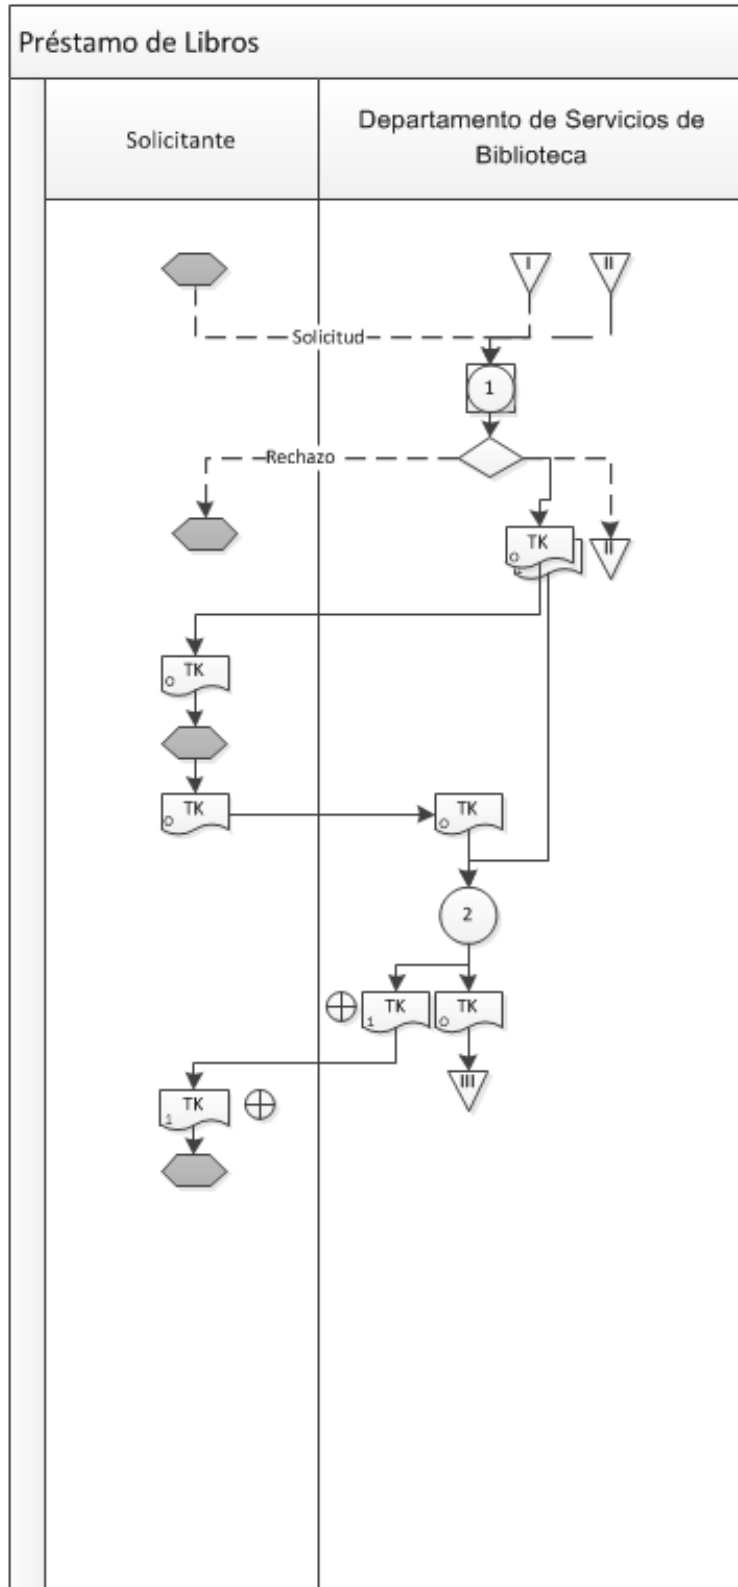 Préstamo de Libros
Solicitante
Departamento de Servicios de
Biblioteca
I
II
Solicitud
1
Rechazo
TK
O
II
TK
O
TK
O
TK
O
2
TK
1
TK
O
III
TK
1